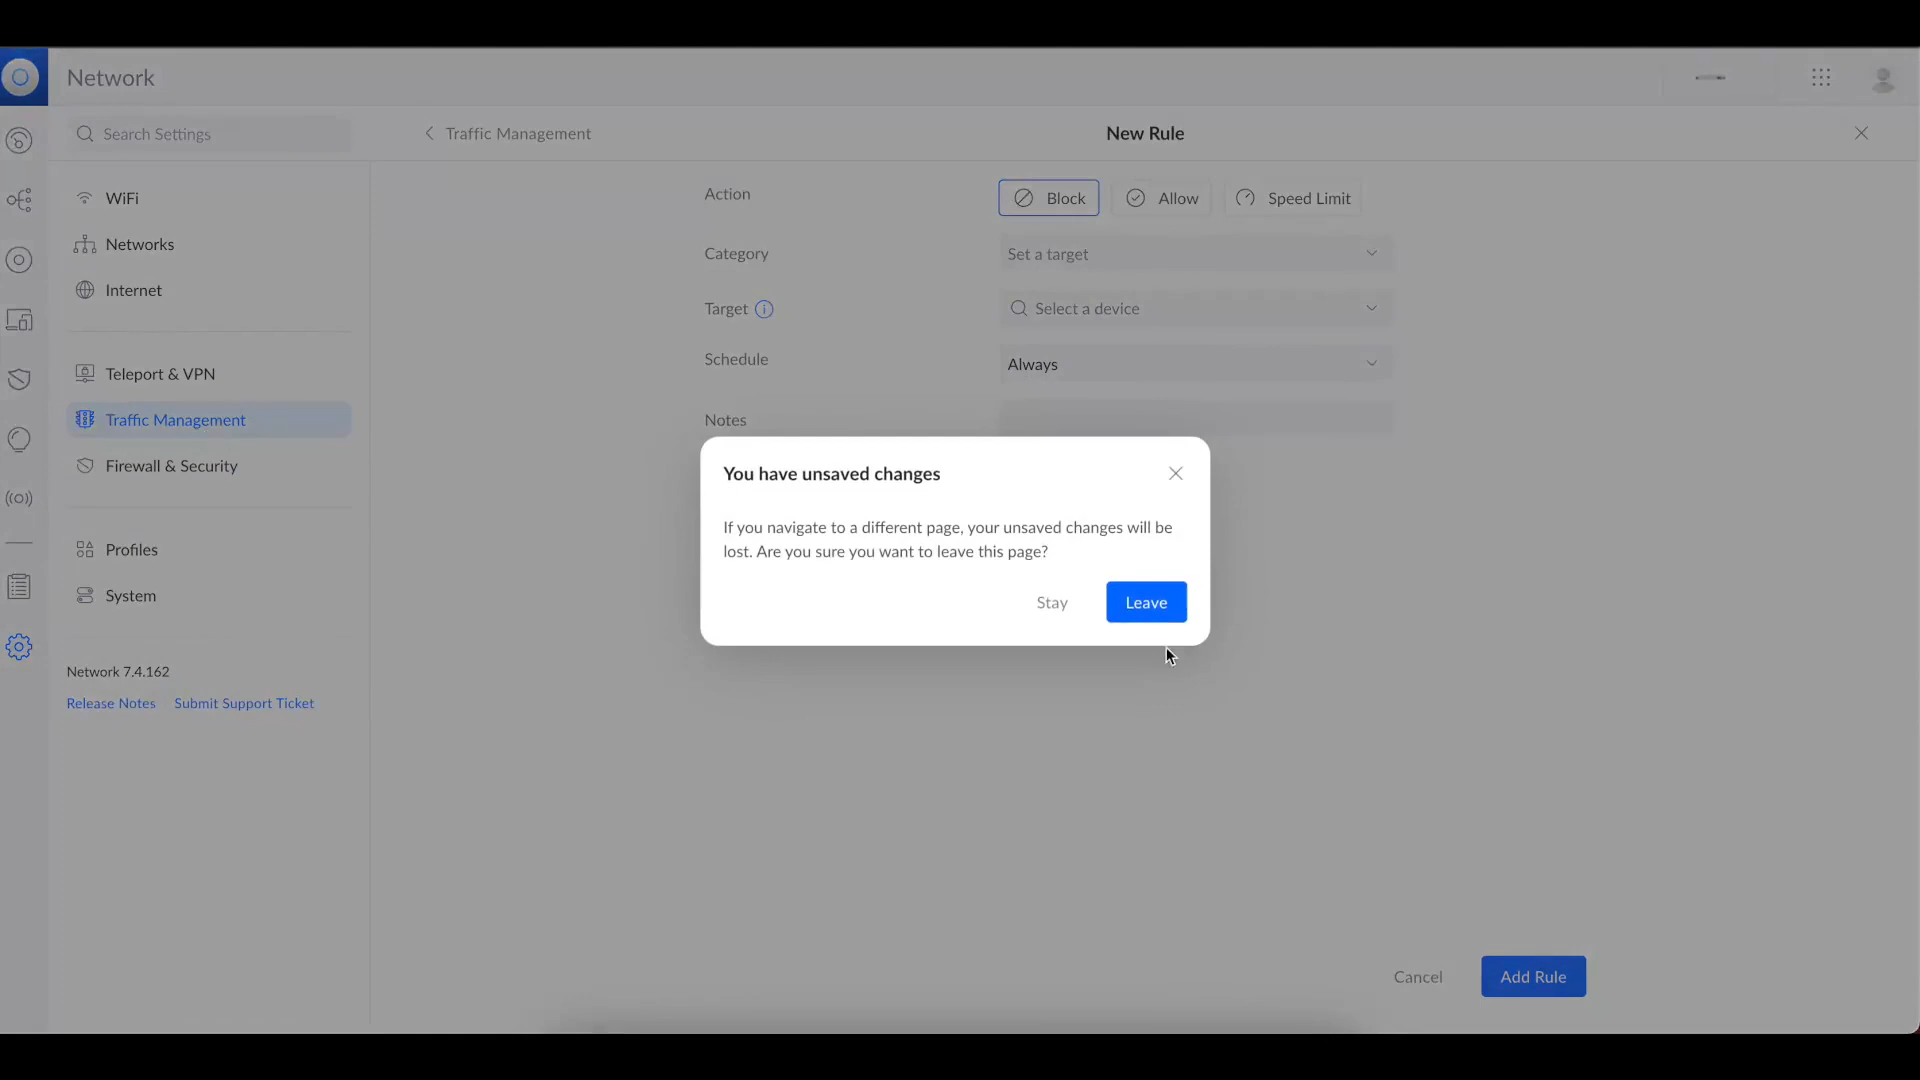 Network
Search Settings
Traffic Management
New Rule
WiFi
Networks
Internet
Teleport & VPN
Traffic Management
Firewall & Security
Profiles
System
Network 7.4.162
Release Notes Submit Support Ticket
Action
Block
Allow
Speed Limit
Category
Set a target
Target
Select a device
Schedule
Always
Notes
You have unsaved changes
If you navigate to a different page, your unsaved changes will be
lost. Are you sure you want to leave this page?
Stay
Leave
Cancel
Add Rule